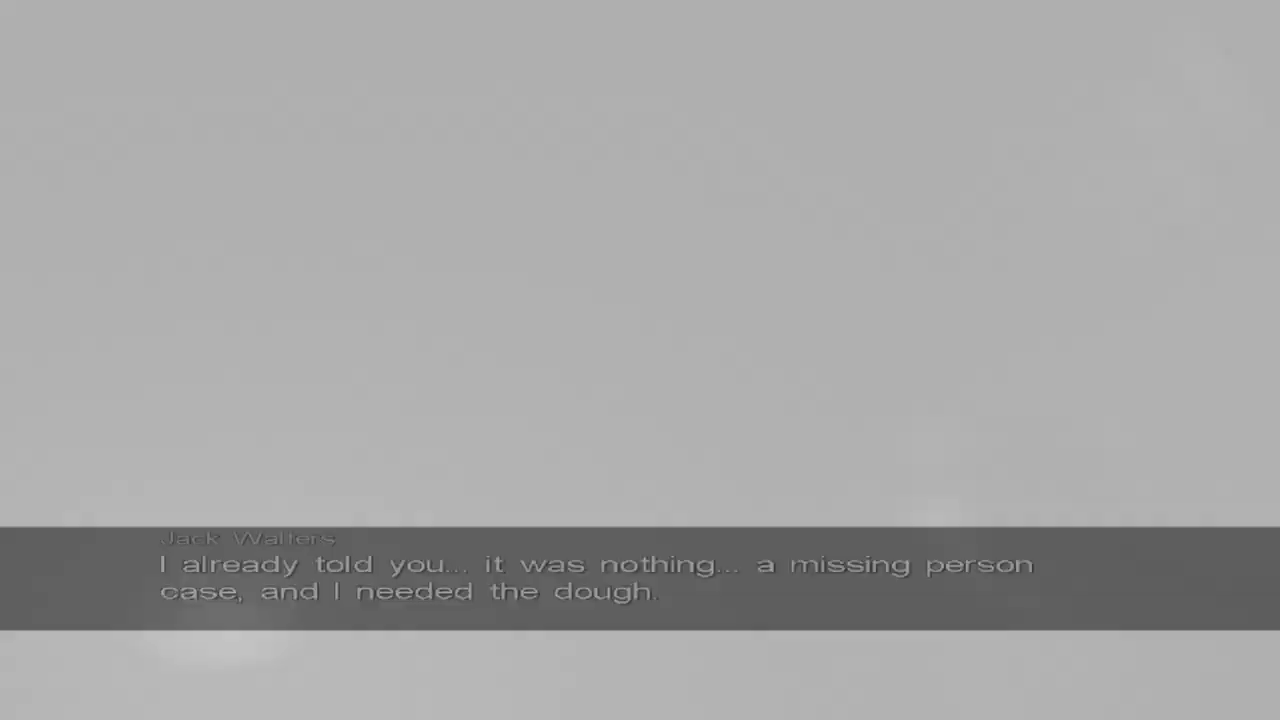 Jack Walters
I already told you... it was nothing... a missing person
case, and I needed the dough.